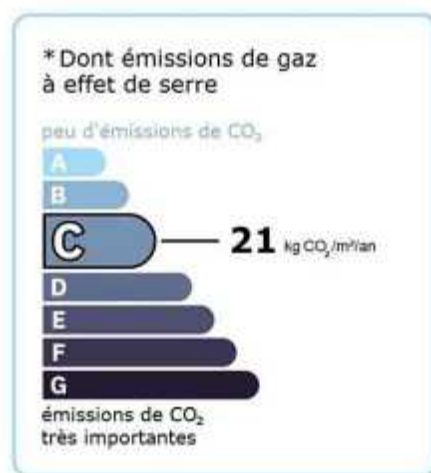 * Dont émissions de gaz
à effet de serre
peu d'émissions de CO₂
A
B
C 21 kg CO₂/m²/an
D
E
F
G
émissions de CO₂
très importantes